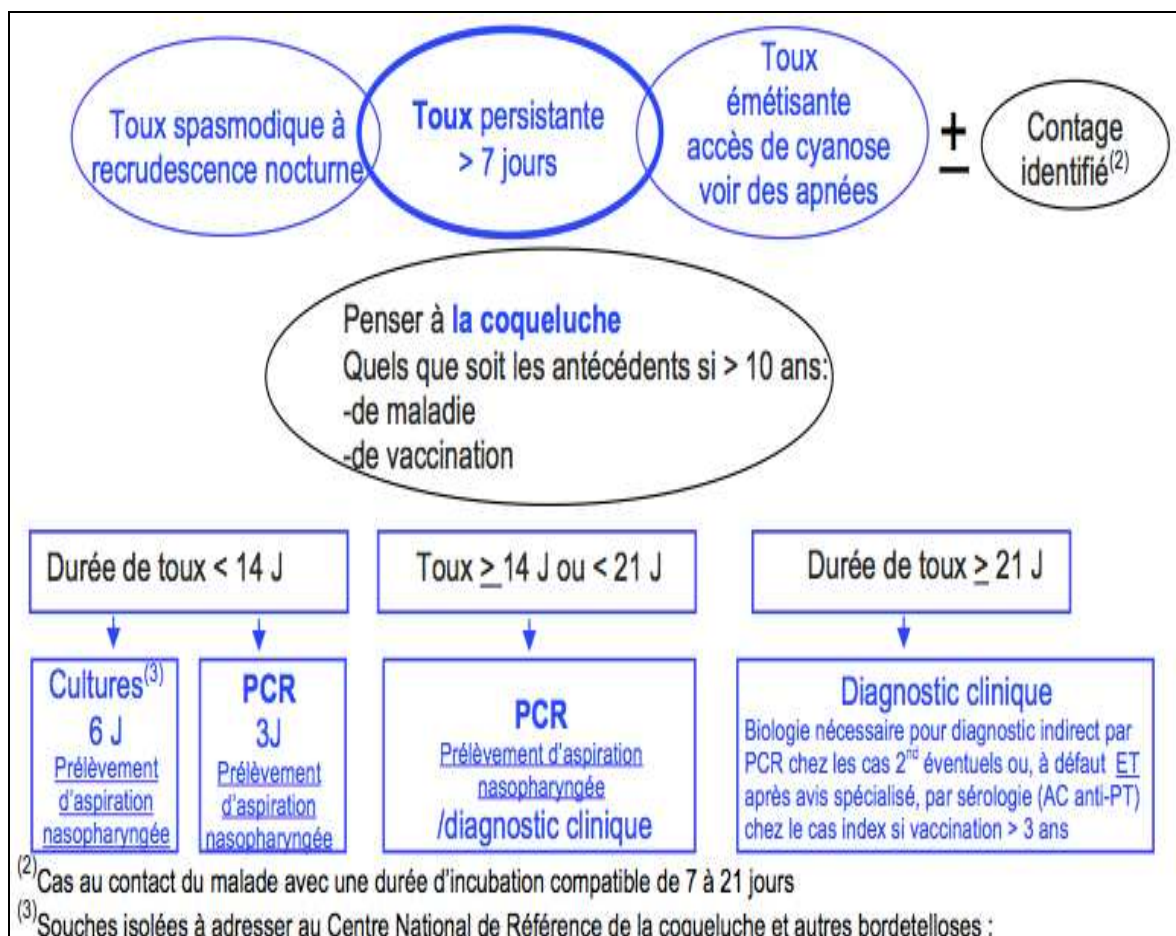 Toux spasmodique à
recrudescence nocturne
Toux persistante
> 7 jours
Toux
émétisante
accès de cyanose
voir des apnées
±
Contage
identifié(2)
Penser à la coqueluche
Quels que soit les antécédents si > 10 ans:
-de maladie
-de vaccination
Durée de toux < 14 J
Toux ≥ 14 J ou < 21 J
Durée de toux ≥ 21 J
Cultures(3)
6 J
Prélèvement
d'aspiration
nasopharyngée
PCR
3J
Prélèvement
d'aspiration
nasopharyngée
PCR
Prélèvement d'aspiration
nasopharyngée
/diagnostic clinique
Diagnostic clinique
Biologie nécessaire pour diagnostic indirect par
PCR chez les cas 2nd éventuels ou, à défaut ET
après avis spécialisé, par sérologie (AC anti-PT)
chez le cas index si vaccination > 3 ans
(2)Cas au contact du malade avec une durée d'incubation compatible de 7 à 21 jours
(3)Souches isolées à adresser au Centre National de Référence de la coqueluche et autres bordetelloses :